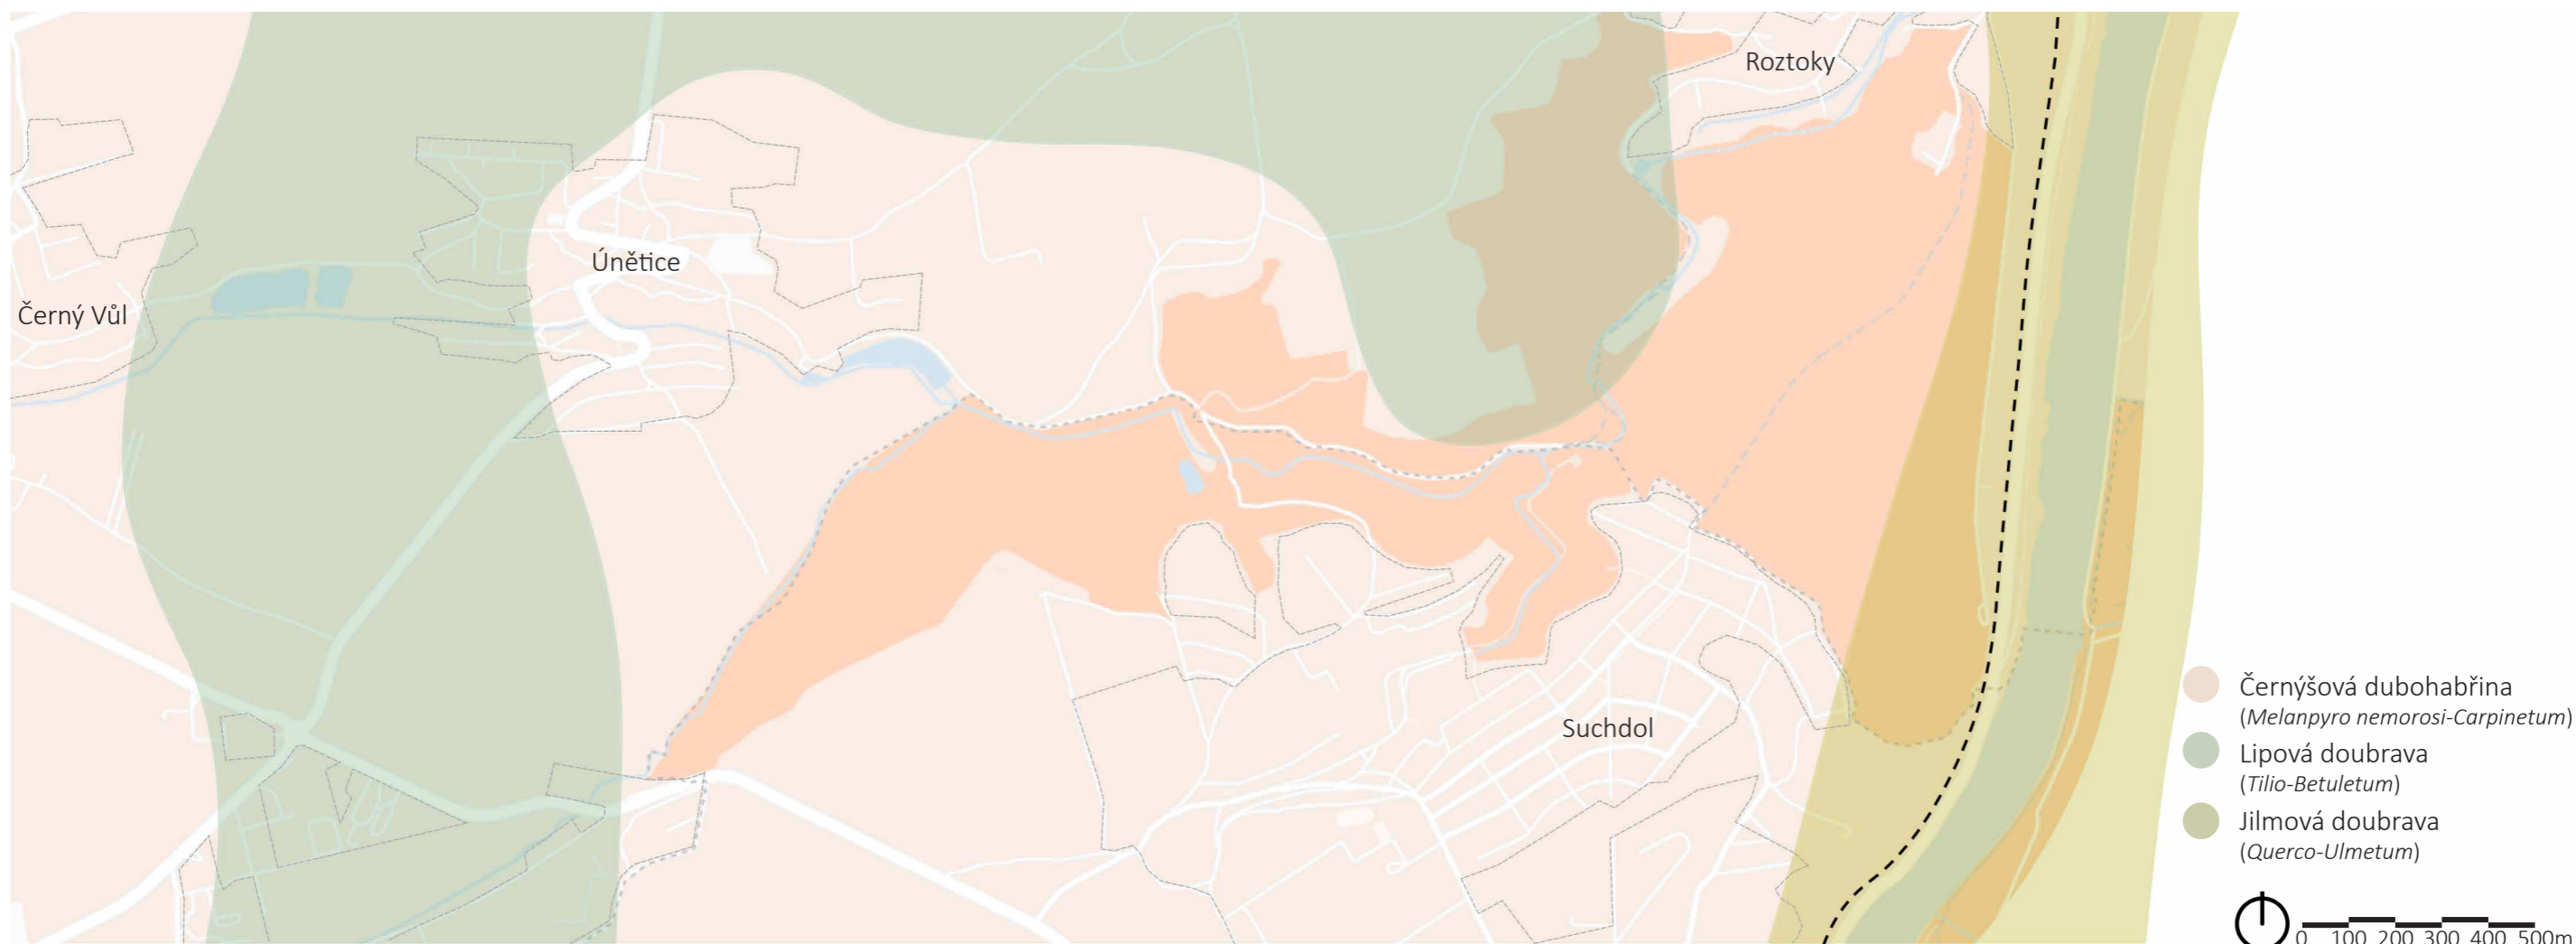 Roztoky
Únětice
Černý Vůl
Suchdol
Černýšová dubohabřina
(Melanpyro nemorosi-Carpinetum)
Lipová doubrava
(Tilio-Betuletum)
Jilmová doubrava
(Querco-Ulmetum)
0 100 200 300 400 500m